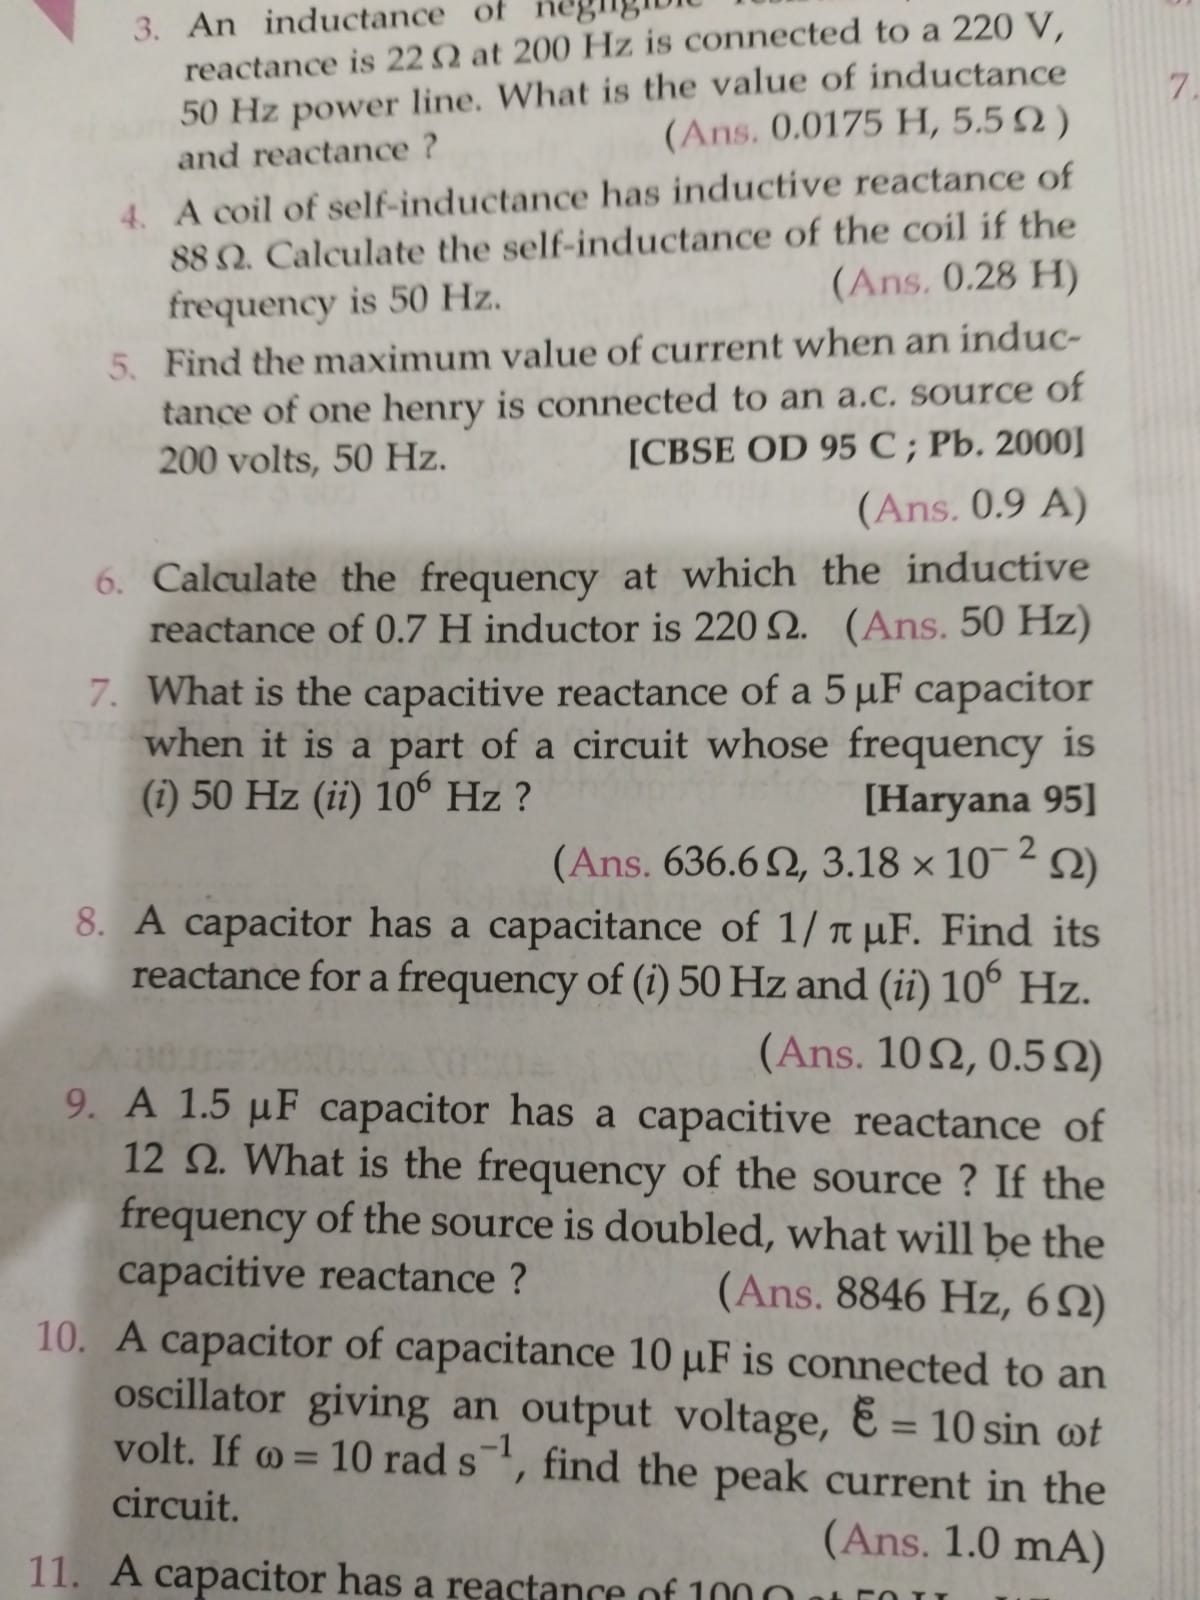 3. An inductance of
reactance is 22 Ω at 200 Hz is connected to a 220 V,
50 Hz power line. What is the value of inductance
and reactance ? (Ans. 0.0175 H, 5.5 Ω )
4. A coil of self-inductance has inductive reactance of
88 Ω. Calculate the self-inductance of the coil if the
frequency is 50 Hz. (Ans. 0.28 H)
5. Find the maximum value of current when an induc-
tance of one henry is connected to an a.c. source of
200 volts, 50 Hz. [CBSE OD 95 C ; Pb. 2000]
(Ans. 0.9 A)
6. Calculate the frequency at which the inductive
reactance of 0.7 H inductor is 220 Ω. (Ans. 50 Hz)
7. What is the capacitive reactance of a 5 μF capacitor
when it is a part of a circuit whose frequency is
(i) 50 Hz (ii) 10⁶ Hz ? [Haryana 95]
(Ans. 636.6 Ω, 3.18 × 10⁻² Ω)
8. A capacitor has a capacitance of 1/ π μF. Find its
reactance for a frequency of (i) 50 Hz and (ii) 10⁶ Hz.
(Ans. 10 Ω, 0.5 Ω)
9. A 1.5 μF capacitor has a capacitive reactance of
12 Ω. What is the frequency of the source ? If the
frequency of the source is doubled, what will be the
capacitive reactance ? (Ans. 8846 Hz, 6 Ω)
10. A capacitor of capacitance 10 μF is connected to an
oscillator giving an output voltage, ℰ = 10 sin ωt
volt. If ω = 10 rad s⁻¹, find the peak current in the
circuit. (Ans. 1.0 mA)
11. A capacitor has a reactance of 100 Ω
7.